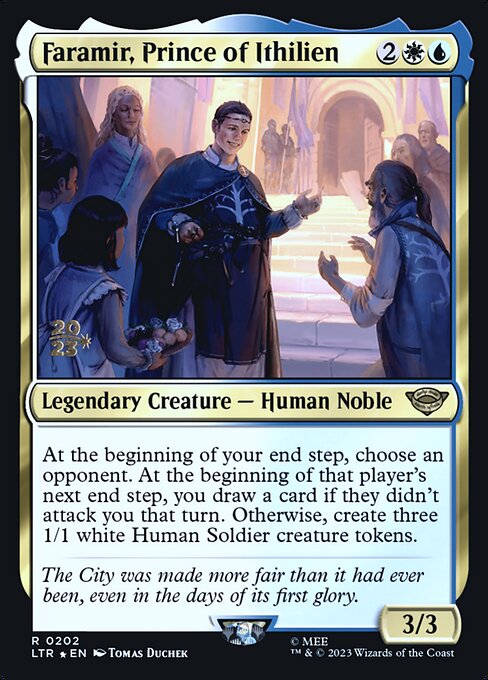 Faramir, Prince of Ithilien 2
20
23
Legendary Creature — Human Noble
At the beginning of your end step, choose an
opponent. At the beginning of that player's
next end step, you draw a card if they didn't
attack you that turn. Otherwise, create three
1/1 white Human Soldier creature tokens.
The City was made more fair than it had ever
been, even in the days of its first glory.
3/3
R 0202
LTR ★ EN Tomas Duchek
© MEE
™ & © 2023 Wizards of the Coast